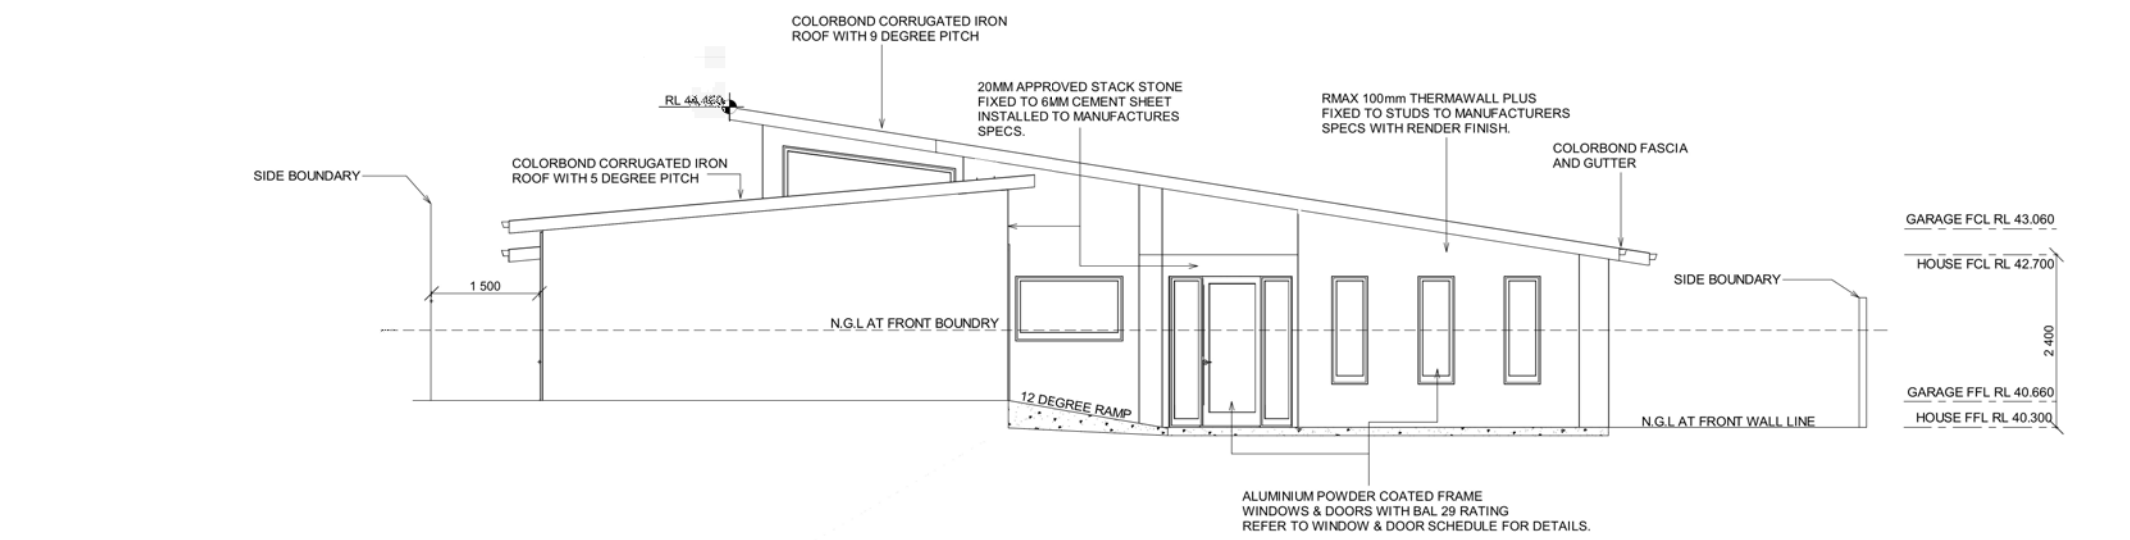 COLORBOND CORRUGATED IRON
ROOF WITH 9 DEGREE PITCH
20MM APPROVED STACK STONE
FIXED TO 6MM CEMENT SHEET
INSTALLED TO MANUFACTURES
SPECS.
RL
RMAX 100mm THERMAWALL PLUS
FIXED TO STUDS TO MANUFACTURERS
SPECS WITH RENDER FINISH.
COLORBOND FASCIA
AND GUTTER
COLORBOND CORRUGATED IRON
ROOF WITH 5 DEGREE PITCH
SIDE BOUNDARY
GARAGE FCL RL 43.060
HOUSE FCL RL 42.700
SIDE BOUNDARY
1 500
N.G.L AT FRONT BOUNDRY
2 400
GARAGE FFL RL 40.660
12 DEGREE RAMP
HOUSE FFL RL 40.300
N.G.L AT FRONT WALL LINE
ALUMINIUM POWDER COATED FRAME
WINDOWS & DOORS WITH BAL 29 RATING
REFER TO WINDOW & DOOR SCHEDULE FOR DETAILS.